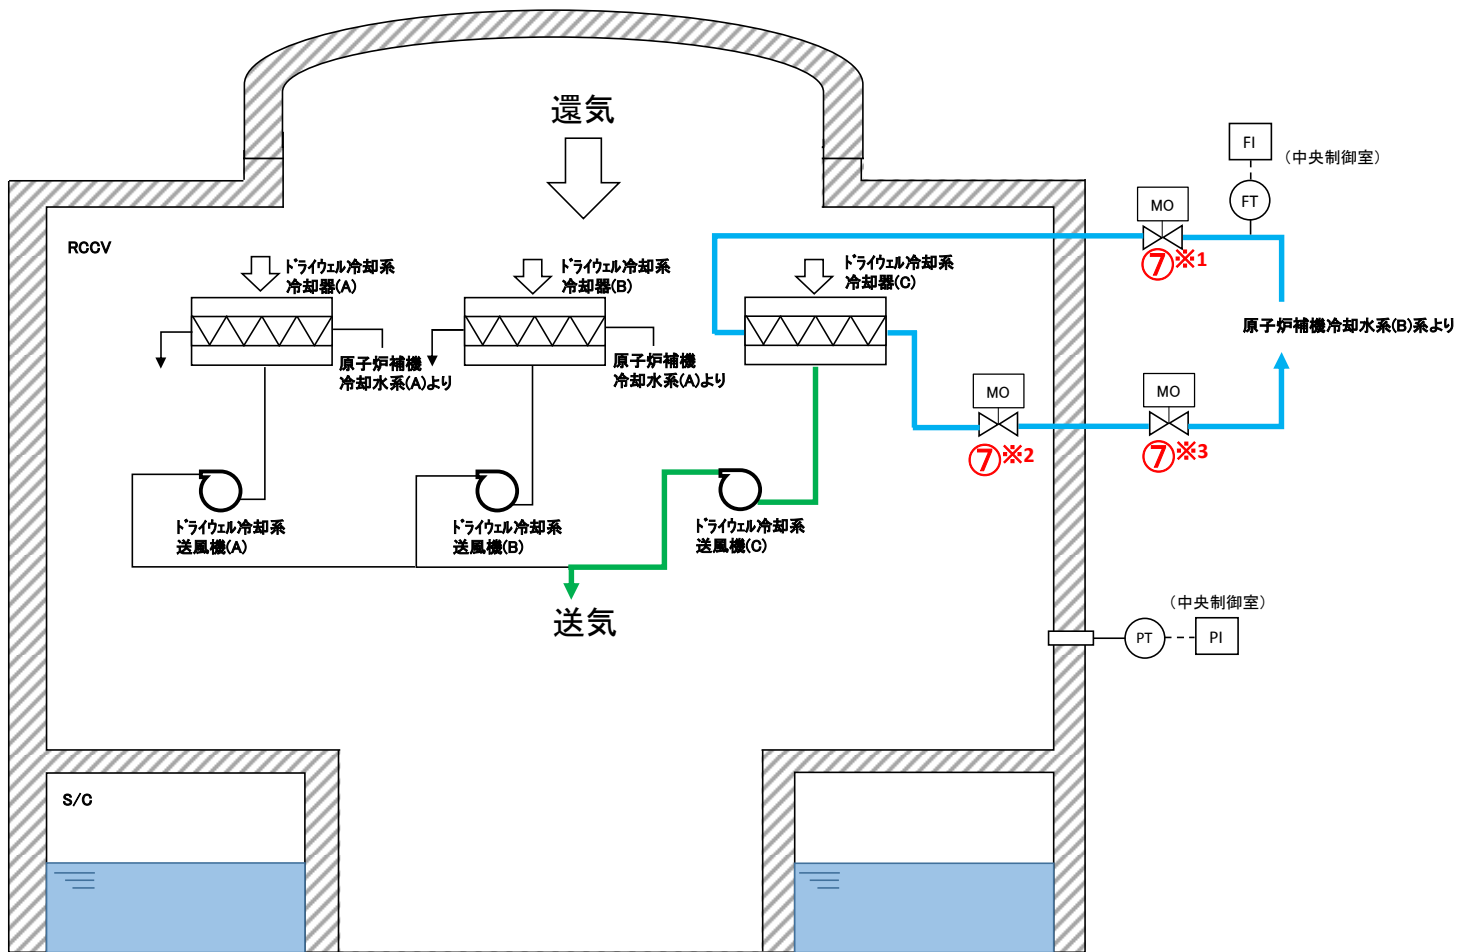 還気
FI
(中央制御室)
FT
MO
⑦※1
RCCV
ﾄﾞﾗｲｳｪﾙ冷却系
冷却器(A)
ﾄﾞﾗｲｳｪﾙ冷却系
冷却器(B)
ﾄﾞﾗｲｳｪﾙ冷却系
冷却器(C)
原子炉補機冷却水系(B)系より
原子炉補機
冷却水系(A)より
原子炉補機
冷却水系(A)より
MO
⑦※2
MO
⑦※3
ﾄﾞﾗｲｳｪﾙ冷却系
送風機(A)
ﾄﾞﾗｲｳｪﾙ冷却系
送風機(B)
ﾄﾞﾗｲｳｪﾙ冷却系
送風機(C)
送気
(中央制御室)
PT
PI
S/C